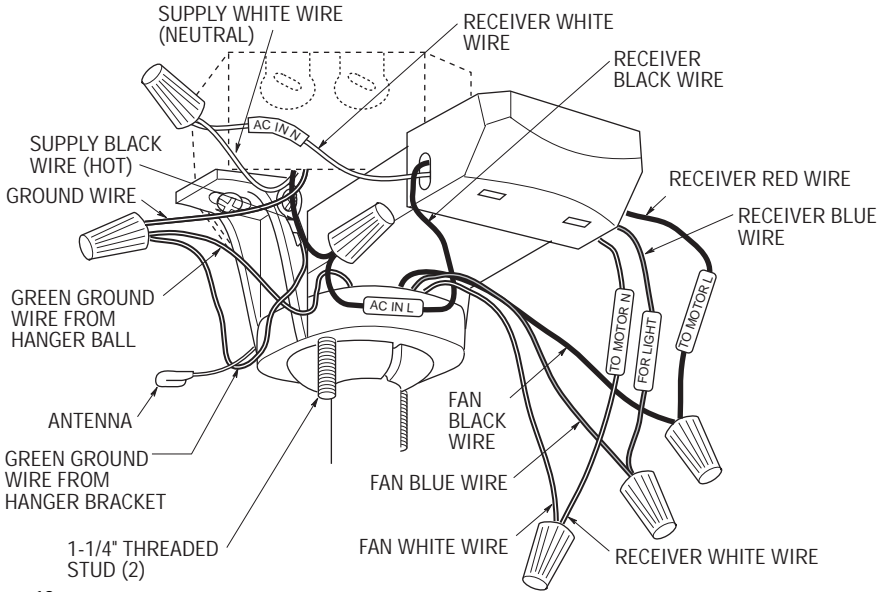 SUPPLY WHITE WIRE
(NEUTRAL)
RECEIVER WHITE
WIRE
RECEIVER
BLACK WIRE
AC IN N
SUPPLY BLACK
WIRE (HOT)
GROUND WIRE
RECEIVER RED WIRE
RECEIVER BLUE
WIRE
GREEN GROUND
WIRE FROM
HANGER BALL
AC IN L
TO MOTOR N
FOR LIGHT
TO MOTOR L
ANTENNA
FAN
BLACK
WIRE
GREEN GROUND
WIRE FROM
HANGER BRACKET
FAN BLUE WIRE
1-1/4" THREADED
STUD (2)
FAN WHITE WIRE
RECEIVER WHITE WIRE